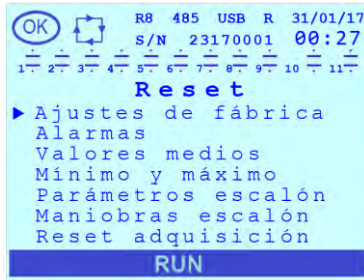 OK R8 485 USB R 31/01/17
S/N 23170001 00:27
1 2 3 4 5 6 7 8 9 10 11
Reset
Ajustes de fábrica
Alarmas
Valores medios
Mínimo y máximo
Parámetros escalón
Maniobras escalón
Reset adquisición
RUN